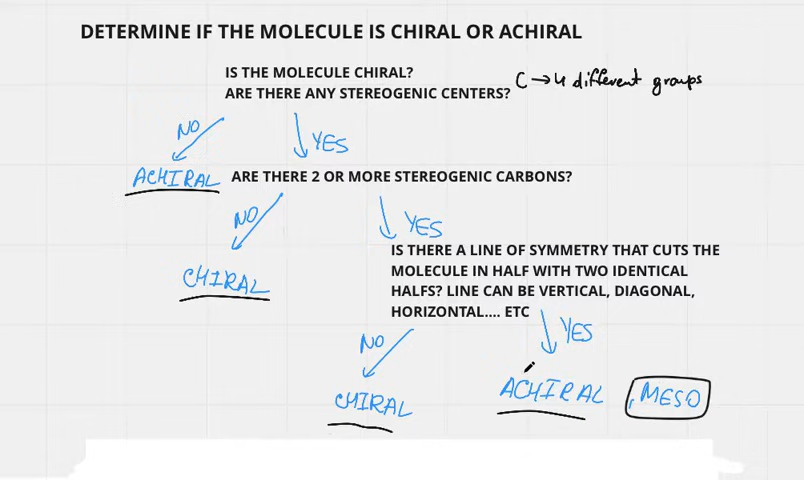 DETERMINE IF THE MOLECULE IS CHIRAL OR ACHIRAL
IS THE MOLECULE CHIRAL?
ARE THERE ANY STEREOGENIC CENTERS?
C → 4 different groups
NO
YES
ACHIRAL
ARE THERE 2 OR MORE STEREOGENIC CARBONS?
NO
YES
CHIRAL
IS THERE A LINE OF SYMMETRY THAT CUTS THE
MOLECULE IN HALF WITH TWO IDENTICAL
HALFS? LINE CAN BE VERTICAL, DIAGONAL,
HORIZONTAL.... ETC
NO
YES
CHIRAL
ACHIRAL
, MESO